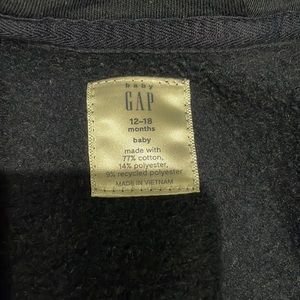 baby
GAP
12-18
months
baby
made with
77% cotton,
14% polyester,
9% recycled polyester
MADE IN VIETNAM